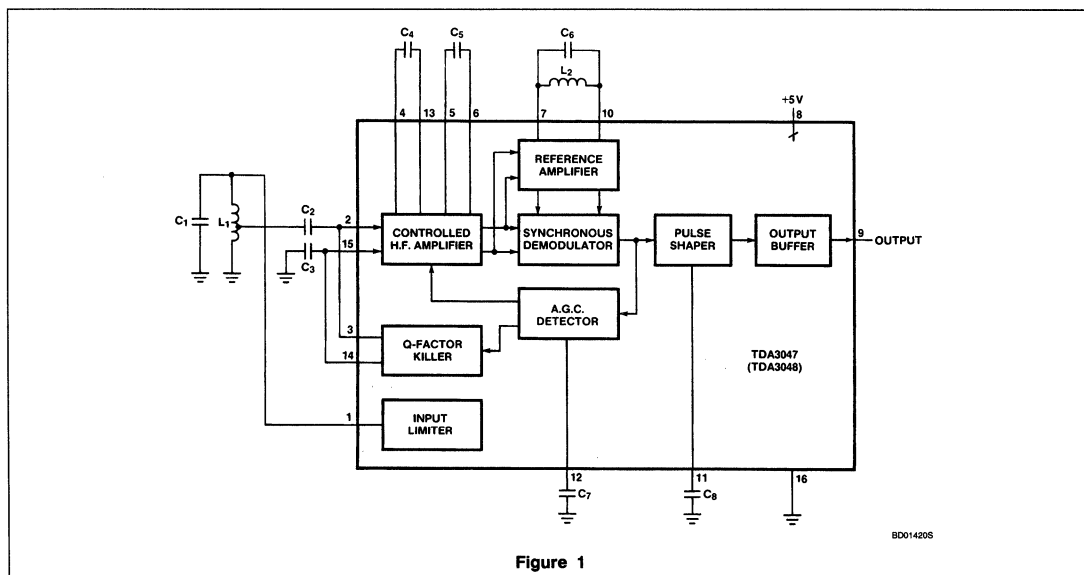 C4
C5
C6
L2
+5V
4
13
5
6
7
10
8
REFERENCE
AMPLIFIER
C1
L1
C2
2
15
C3
CONTROLLED
H.F. AMPLIFIER
SYNCHRONOUS
DEMODULATOR
PULSE
SHAPER
OUTPUT
BUFFER
9
OUTPUT
A.G.C.
DETECTOR
3
14
Q-FACTOR
KILLER
TDA3047
(TDA3048)
1
INPUT
LIMITER
12
11
16
C7
C8
BD01420S
Figure 1